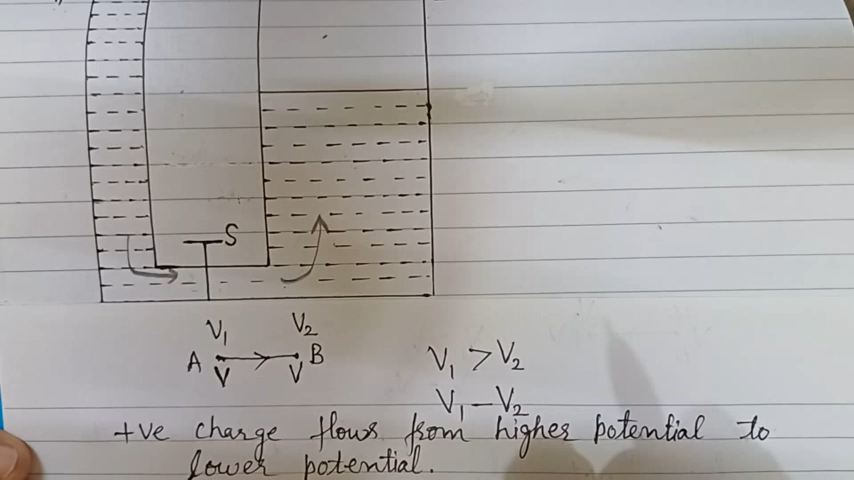 S
V₁ V₂
A B V₁ > V₂
V V
V₁ – V₂
+ve charge flows from higher potential to
lower potential.